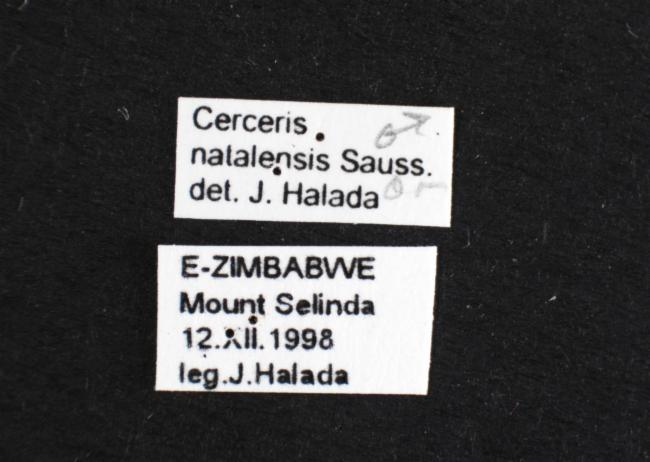 Cerceris ♂
natalensis Sauss.
det. J. Halada
E-ZIMBABWE
Mount Selinda
12.XII.1998
leg.J.Halada